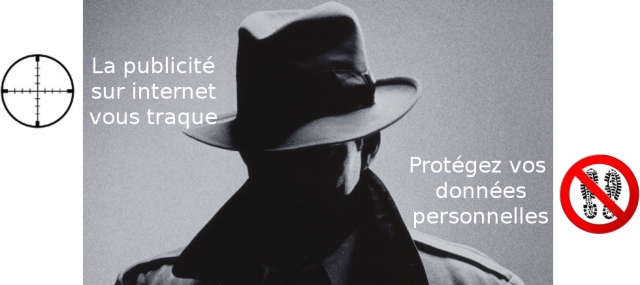 La publicité
sur internet
vous traque
Protégez vos
données
personnelles